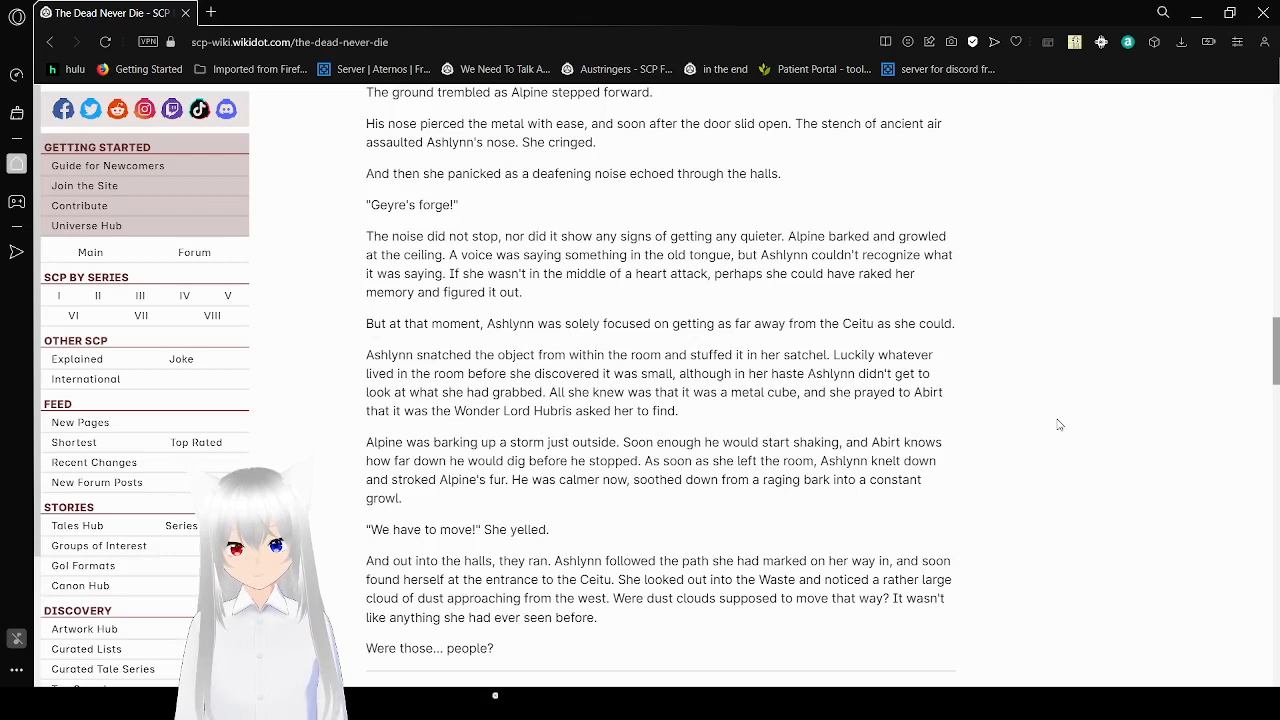 The Dead Never Die - SCP
scp-wiki.wikidot.com/the-dead-never-die
VPN
hulu
Getting Started
Imported from Firef...
Server | Aternos | Fr...
We Need To Talk A...
Austringers - SCP F...
in the end
Patient Portal - tool...
server for discord fr...
GETTING STARTED
Guide for Newcomers
Join the Site
Contribute
Universe Hub
Main Forum
SCP BY SERIES
I II III IV V
VI VII VIII
OTHER SCP
Explained Joke
International
FEED
New Pages
Shortest Top Rated
Recent Changes
New Forum Posts
STORIES
Tales Hub Series
Groups of Interest
GoI Formats
Canon Hub
DISCOVERY
Artwork Hub
Curated Lists
Curated Tale Series
The ground trembled as Alpine stepped forward.
His nose pierced the metal with ease, and soon after the door slid open. The stench of ancient air
assaulted Ashlynn's nose. She cringed.
And then she panicked as a deafening noise echoed through the halls.
"Geyre's forge!"
The noise did not stop, nor did it show any signs of getting any quieter. Alpine barked and growled
at the ceiling. A voice was saying something in the old tongue, but Ashlynn couldn't recognize what
it was saying. If she wasn't in the middle of a heart attack, perhaps she could have raked her
memory and figured it out.
But at that moment, Ashlynn was solely focused on getting as far away from the Ceitu as she could.
Ashlynn snatched the object from within the room and stuffed it in her satchel. Luckily whatever
lived in the room before she discovered it was small, although in her haste Ashlynn didn't get to
look at what she had grabbed. All she knew was that it was a metal cube, and she prayed to Abirt
that it was the Wonder Lord Hubris asked her to find.
Alpine was barking up a storm just outside. Soon enough he would start shaking, and Abirt knows
how far down he would dig before he stopped. As soon as she left the room, Ashlynn knelt down
and stroked Alpine's fur. He was calmer now, soothed down from a raging bark into a constant
growl.
"We have to move!" She yelled.
And out into the halls, they ran. Ashlynn followed the path she had marked on her way in, and soon
found herself at the entrance to the Ceitu. She looked out into the Waste and noticed a rather large
cloud of dust approaching from the west. Were dust clouds supposed to move that way? It wasn't
like anything she had ever seen before.
Were those... people?